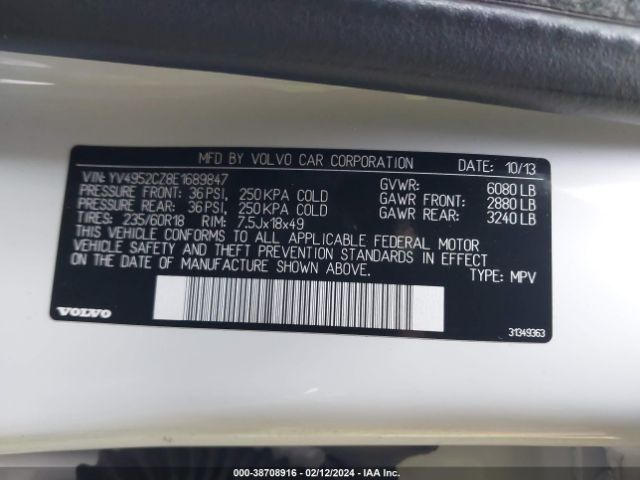 MFD BY VOLVO CAR CORPORATION DATE: 10/13
VIN: YV4952CZ8E1689847
PRESSURE FRONT: 36 PSI, 250 KPA COLD
PRESSURE REAR: 36 PSI, 250 KPA COLD
TIRES: 235/60R18 RIM: 7.5Jx18x49
GVWR: 6080 LB
GAWR FRONT: 2880 LB
GAWR REAR: 3240 LB
THIS VEHICLE CONFORMS TO ALL APPLICABLE FEDERAL MOTOR
VEHICLE SAFETY AND THEFT PREVENTION STANDARDS IN EFFECT
ON THE DATE OF MANUFACTURE SHOWN ABOVE.
TYPE: MPV
VOLVO
31349363
000-38708916 - 02/12/2024 - IAA Inc.